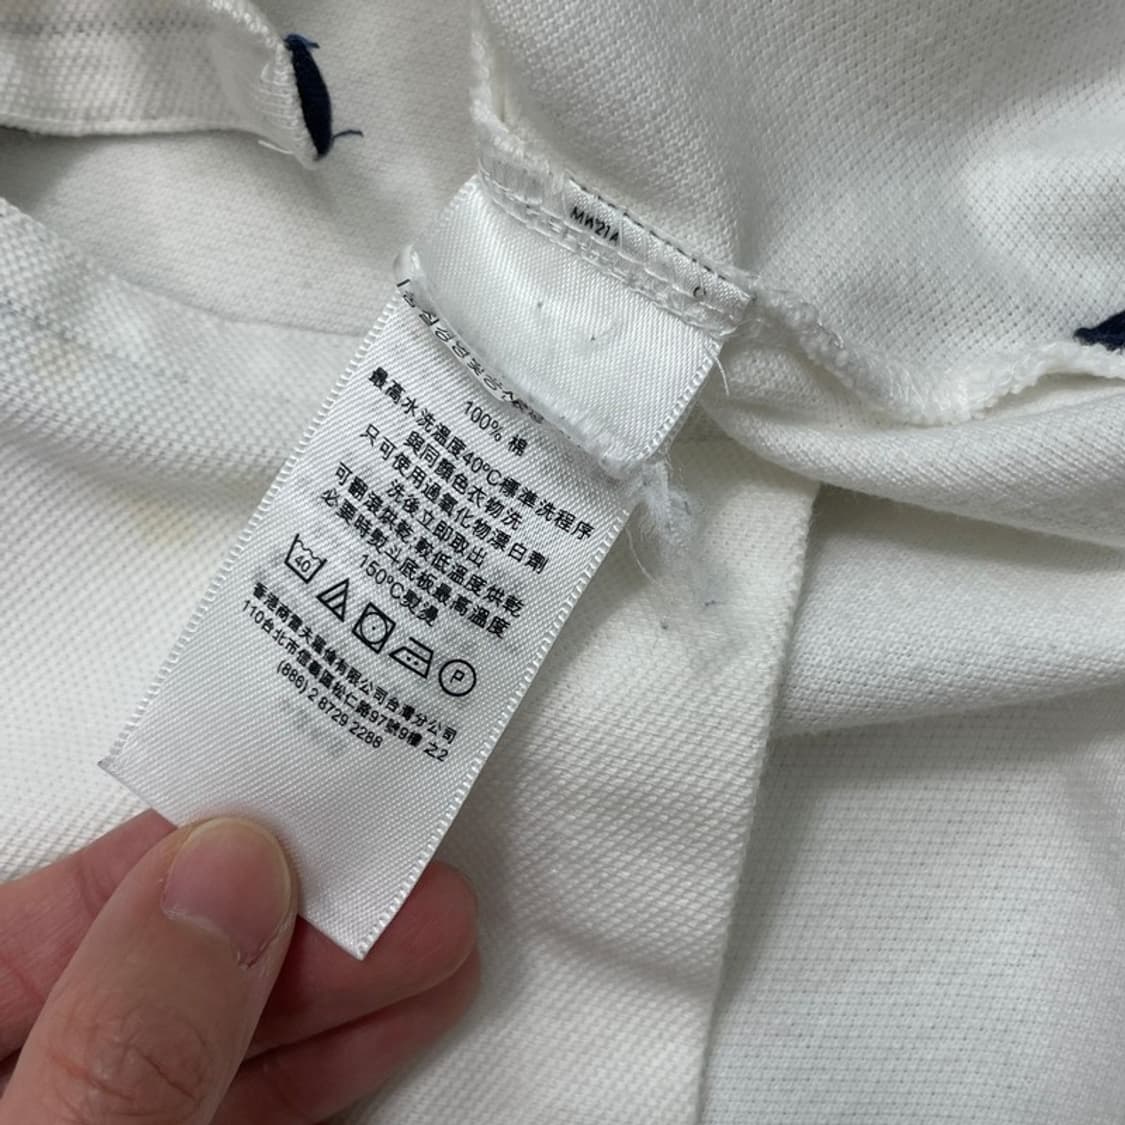 MW21A
100% 棉
最高水洗溫度40°C標準洗程序
與同顏色衣物洗
只可使用過氧化物漂白劑
洗後立即取出
可翻滾烘乾 較低溫度烘乾
必要時熨斗底板最高溫度
150°C熨燙
40
P
香港商霸夫羅倫有限公司台灣分公司
110台北市信義區松仁路97號9樓 之2
(886) 2 8729 2288